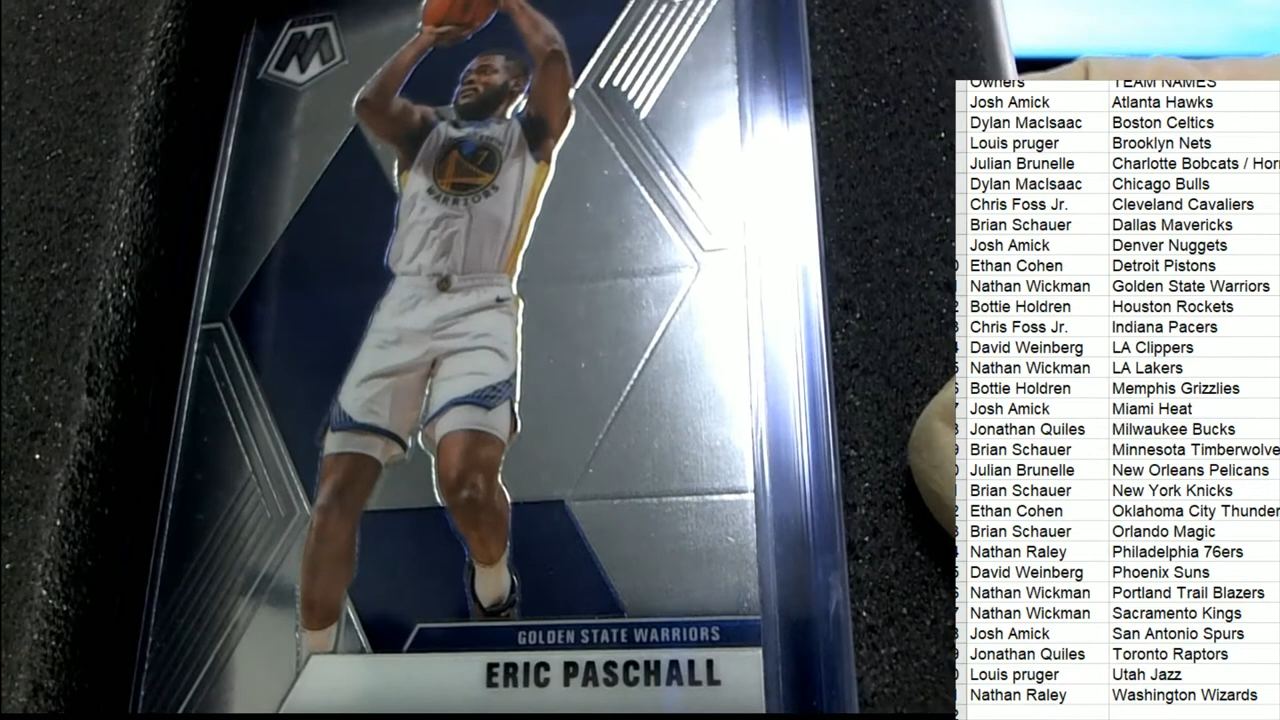 M
WARRIORS
GOLDEN STATE WARRIORS
ERIC PASCHALL
Owners TEAM NAMES
Josh Amick Atlanta Hawks
Dylan MacIsaac Boston Celtics
Louis pruger Brooklyn Nets
Julian Brunelle Charlotte Bobcats / Hor
Dylan MacIsaac Chicago Bulls
Chris Foss Jr. Cleveland Cavaliers
Brian Schauer Dallas Mavericks
Josh Amick Denver Nuggets
Ethan Cohen Detroit Pistons
Nathan Wickman Golden State Warriors
Bottie Holdren Houston Rockets
Chris Foss Jr. Indiana Pacers
David Weinberg LA Clippers
Nathan Wickman LA Lakers
Bottie Holdren Memphis Grizzlies
Josh Amick Miami Heat
Jonathan Quiles Milwaukee Bucks
Brian Schauer Minnesota Timberwolve
Julian Brunelle New Orleans Pelicans
Brian Schauer New York Knicks
Ethan Cohen Oklahoma City Thunder
Brian Schauer Orlando Magic
Nathan Raley Philadelphia 76ers
David Weinberg Phoenix Suns
Nathan Wickman Portland Trail Blazers
Nathan Wickman Sacramento Kings
Josh Amick San Antonio Spurs
Jonathan Quiles Toronto Raptors
Louis pruger Utah Jazz
Nathan Raley Washington Wizards